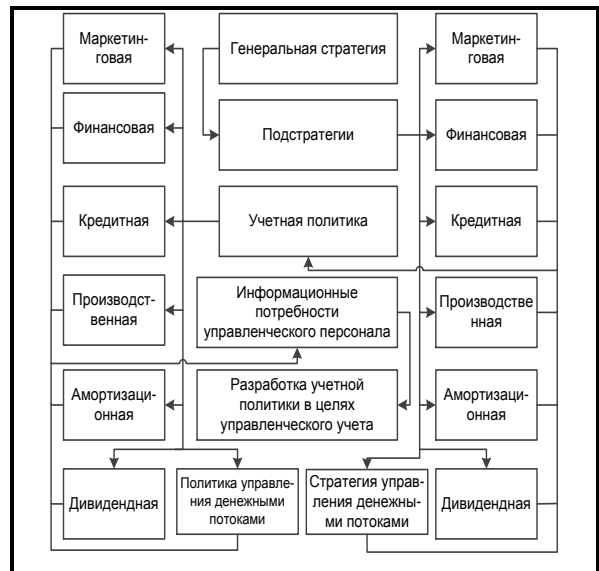 Маркетин-
говая
Генеральная стратегия
Маркетин-
говая
Финансовая
Подстратегии
Финансовая
Кредитная
Учетная политика
Кредитная
Производст-
венная
Информационные
потребности
управленческого персонала
Производстве
нная
Амортизаци-
онная
Разработка учетной
политики в целях
управленческого учета
Амортизаци-
онная
Дивидендная
Политика управле-
ния денежными
потоками
Стратегия управ-
ления денежны-
ми потоками
Дивидендная